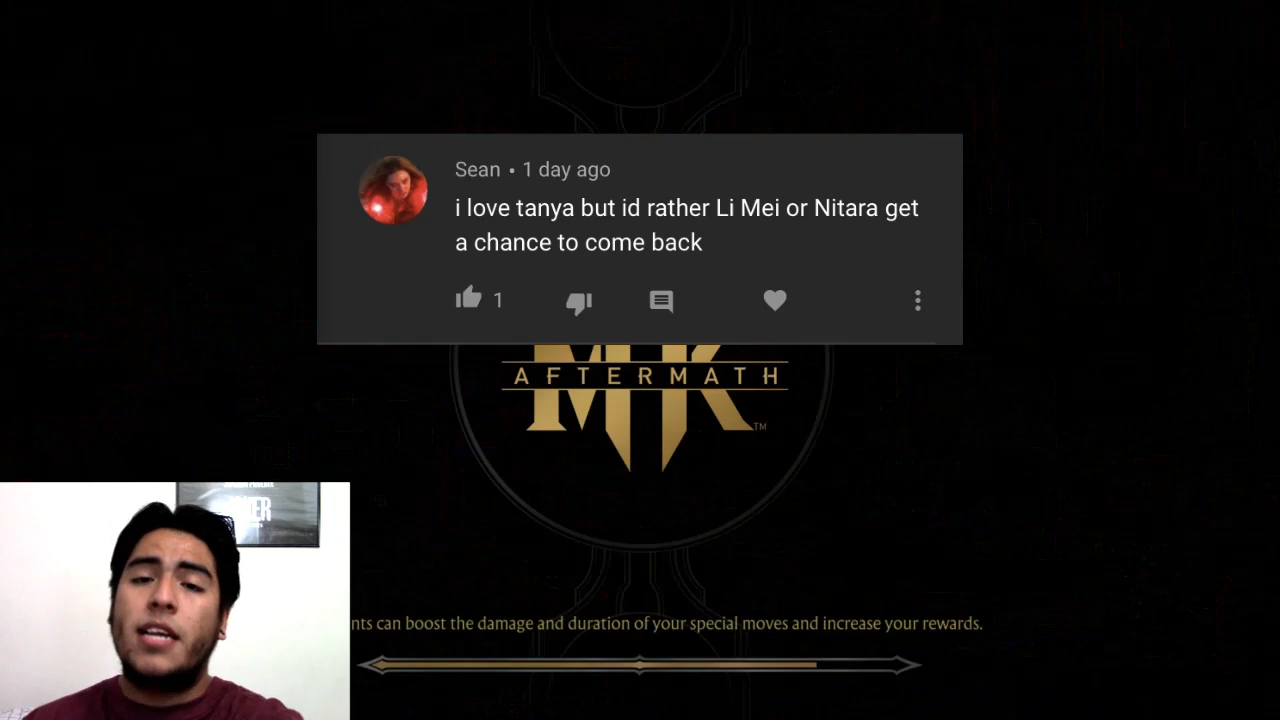 Sean • 1 day ago
i love tanya but id rather Li Mei or Nitara get
a chance to come back
1
MK
AFTERMATH
TM
nts can boost the damage and duration of your special moves and increase your rewards.